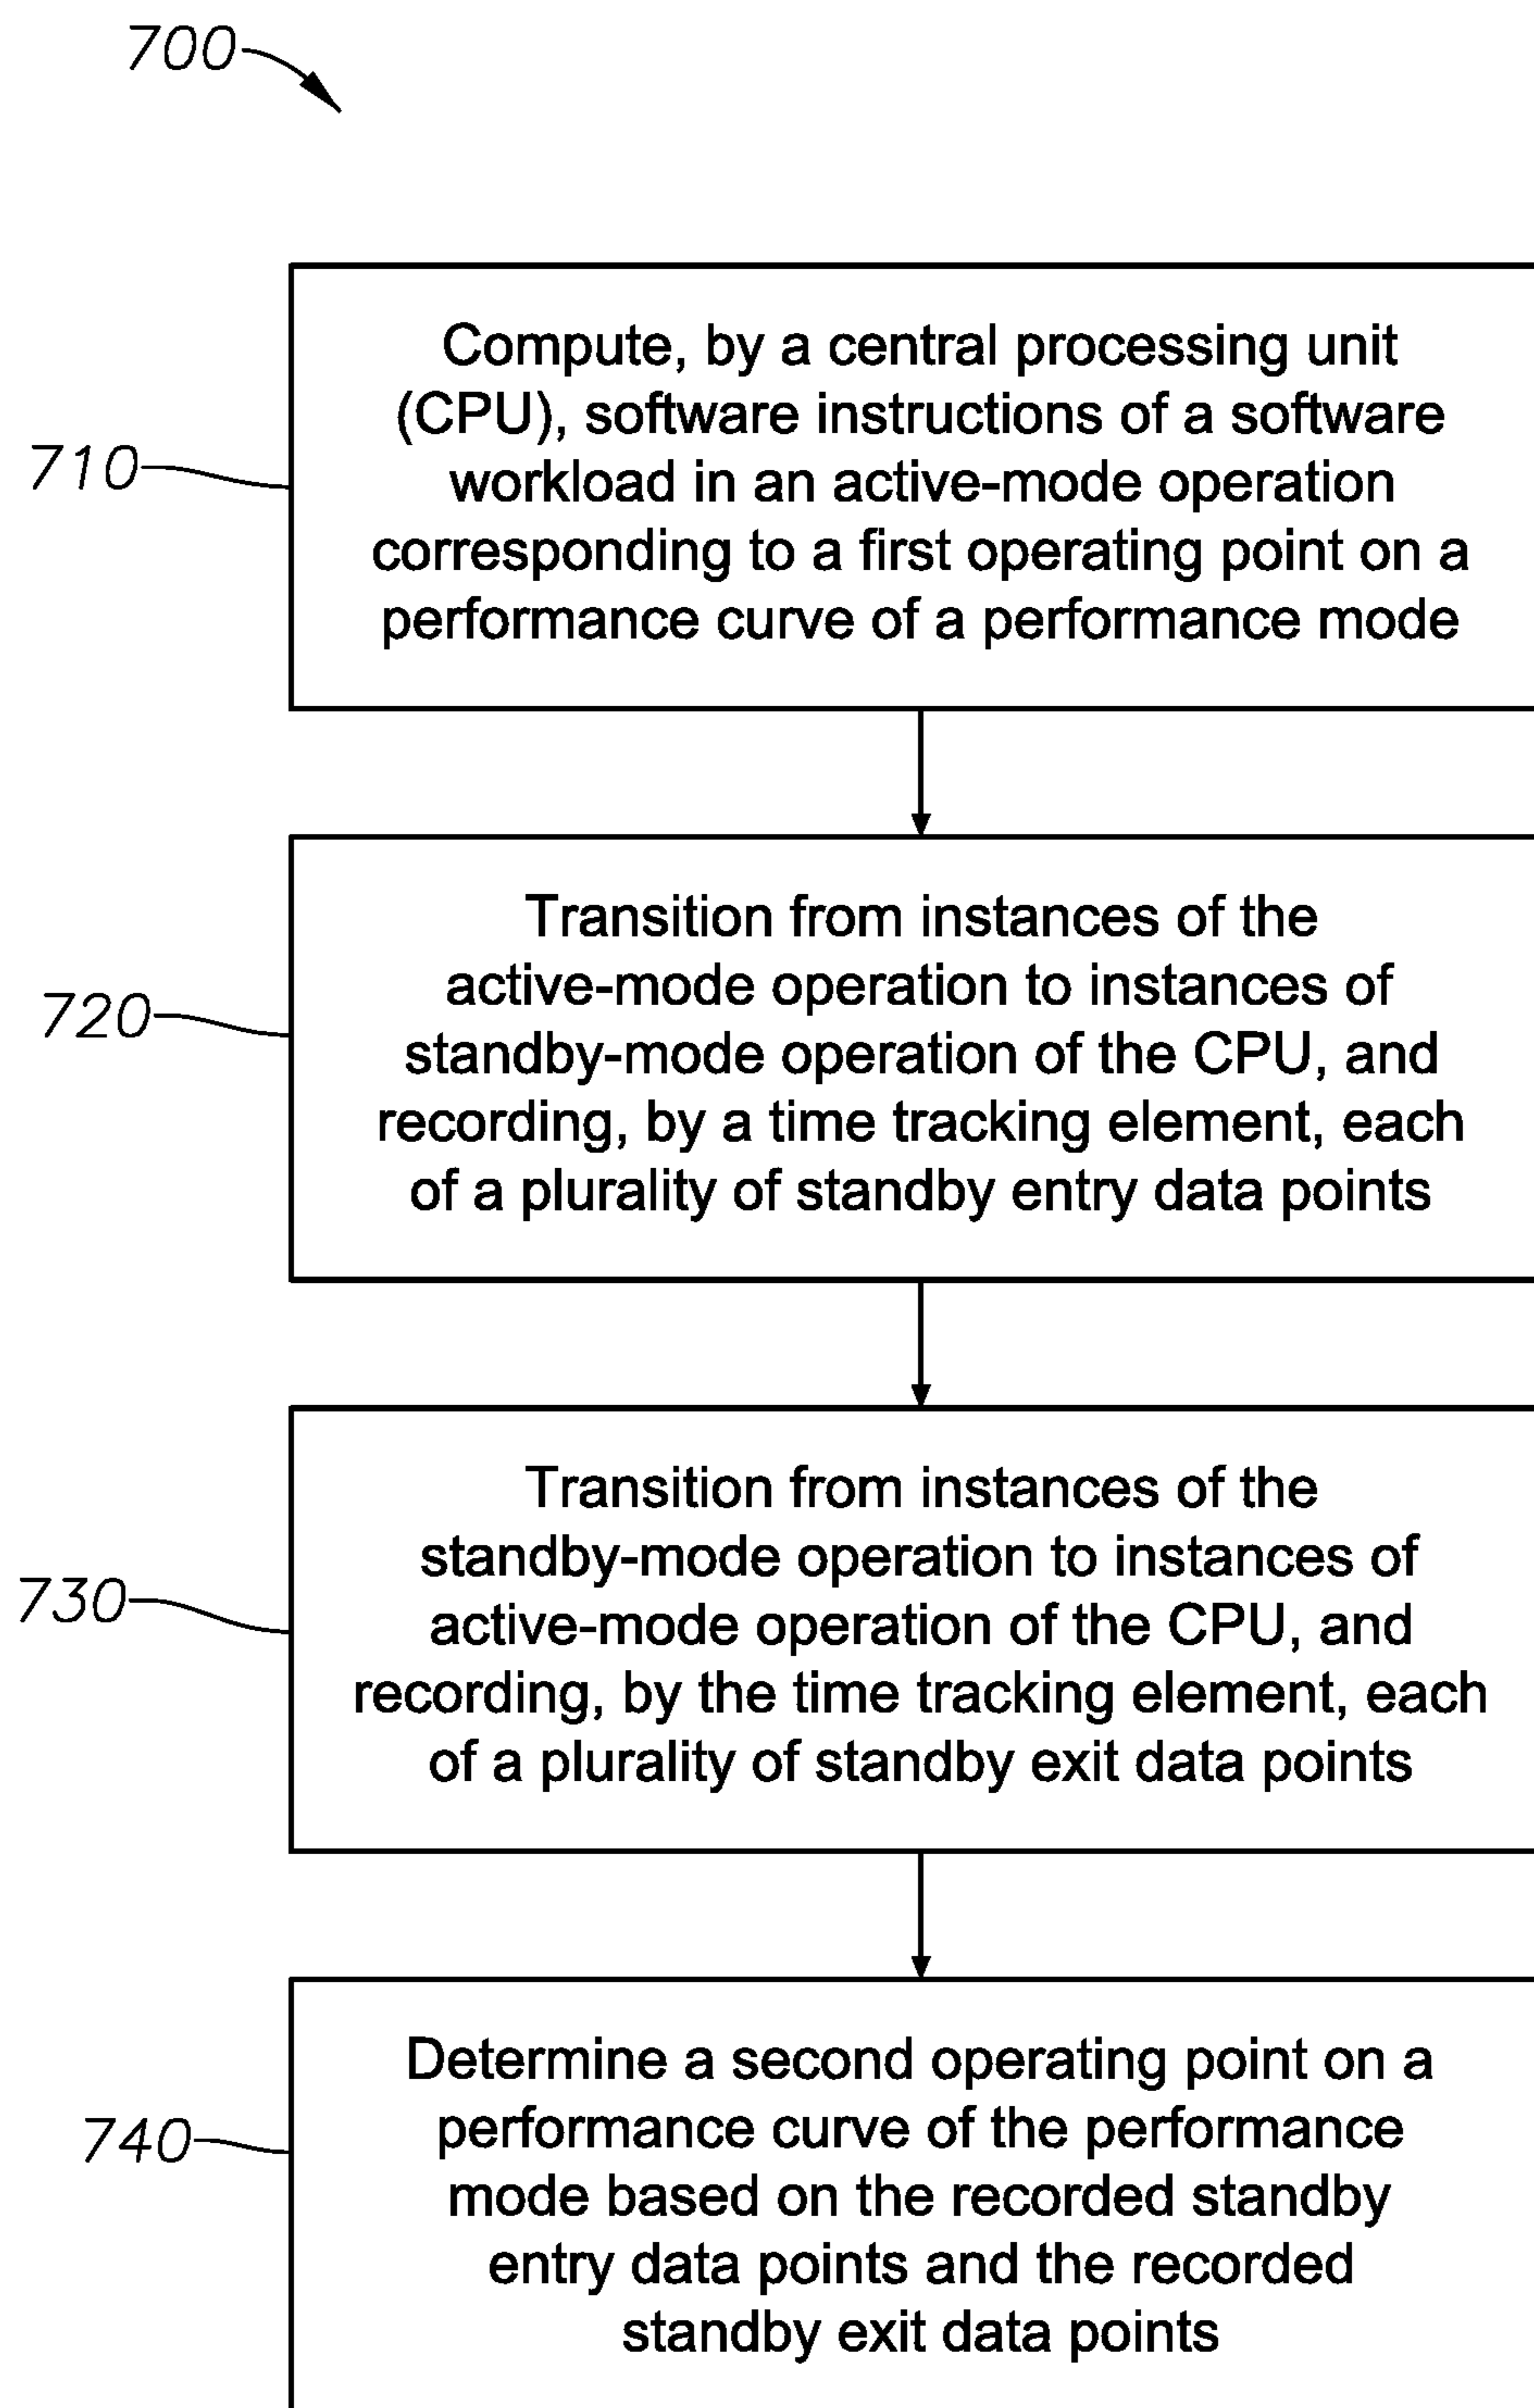 700
710
Compute, by a central processing unit
(CPU), software instructions of a software
workload in an active-mode operation
corresponding to a first operating point on a
performance curve of a performance mode
720
Transition from instances of the
active-mode operation to instances of
standby-mode operation of the CPU, and
recording, by a time tracking element, each
of a plurality of standby entry data points
730
Transition from instances of the
standby-mode operation to instances of
active-mode operation of the CPU, and
recording, by the time tracking element, each
of a plurality of standby exit data points
740
Determine a second operating point on a
performance curve of the performance
mode based on the recorded standby
entry data points and the recorded
standby exit data points